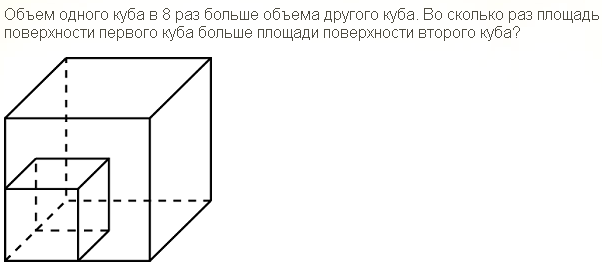 Объем одного куба в 8 раз больше объема другого куба. Во сколько раз площадь
поверхности первого куба больше площади поверхности второго куба?